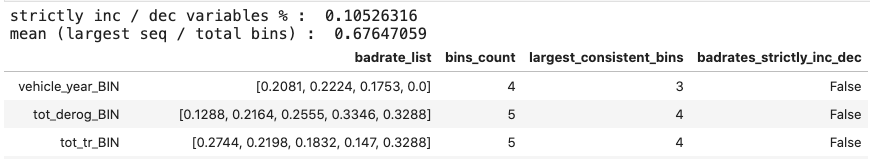 strictly inc / dec variables % :  0.10526316
mean (largest seq / total bins) :  0.67647059
badrate_list bins_count largest_consistent_bins badrates_strictly_inc_dec
vehicle_year_BIN [0.2081, 0.2224, 0.1753, 0.0] 4 3 False
tot_derog_BIN [0.1288, 0.2164, 0.2555, 0.3346, 0.3288] 5 4 False
tot_tr_BIN [0.2744, 0.2198, 0.1832, 0.147, 0.3288] 5 4 False